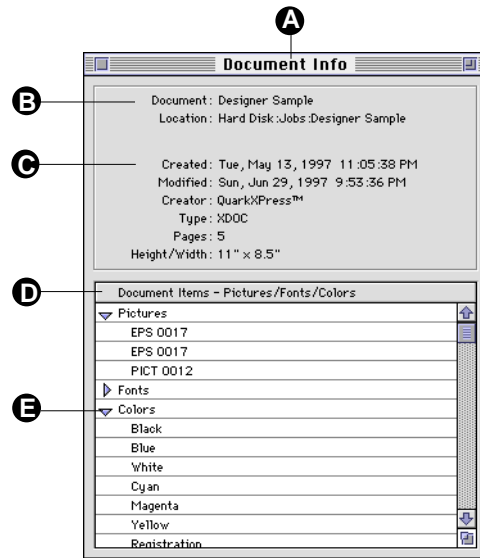 A
Document Info
B
Document: Designer Sample
Location: Hard Disk:Jobs:Designer Sample
C
Created: Tue, May 13, 1997 11:05:38 PM
Modified: Sun, Jun 29, 1997 9:53:36 PM
Creator: QuarkXPress™
Type: XDOC
Pages: 5
Height/Width: 11" x 8.5"
D
Document Items - Pictures/Fonts/Colors
Pictures
EPS 0017
EPS 0017
PICT 0012
Fonts
E
Colors
Black
Blue
White
Cyan
Magenta
Yellow
Registration